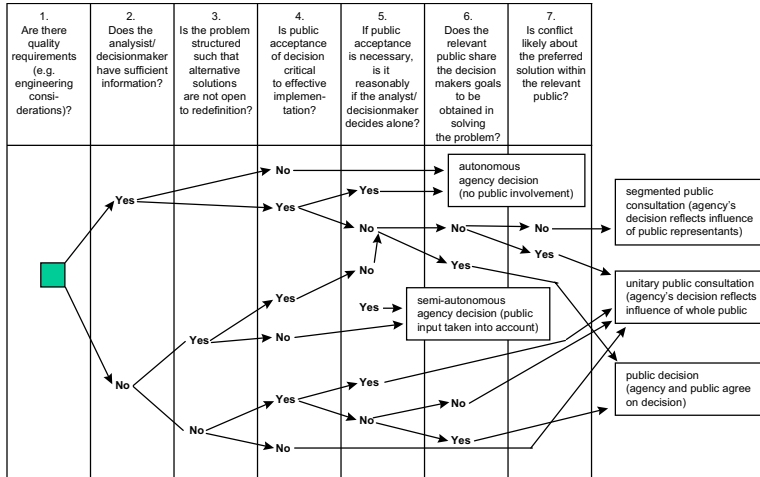 1.
Are there
quality
requirements
(e.g.
engineering
consi-
derations)?
2.
Does the
analyst/
decisionmaker
have sufficient
information?
3.
Is the problem
structured
such that
alternative
solutions
are not open
to redefinition?
4.
Is public
acceptance
of decision
critical
to effective
implemen-
tation?
5.
If public
acceptance
is necessary,
is it
reasonably
if the analyst/
decisionmaker
decides alone?
6.
Does the
relevant
public share
the decision
makers goals
to be
obtained in
solving
the problem?
7.
Is conflict
likely about
the preferred
solution within
the relevant
public?
No
autonomous
agency decision
(no public involvement)
Yes
Yes
Yes
No
No
No
segmented public
consultation (agency's
decision reflects influence
of public representants)
Yes
Yes
No
Yes
Yes
semi-autonomous
agency decision (public
input taken into account)
unitary public consultation
(agency's decision reflects
influence of whole public
Yes
No
No
Yes
Yes
No
No
public decision
(agency and public agree
on decision)
No
Yes
No